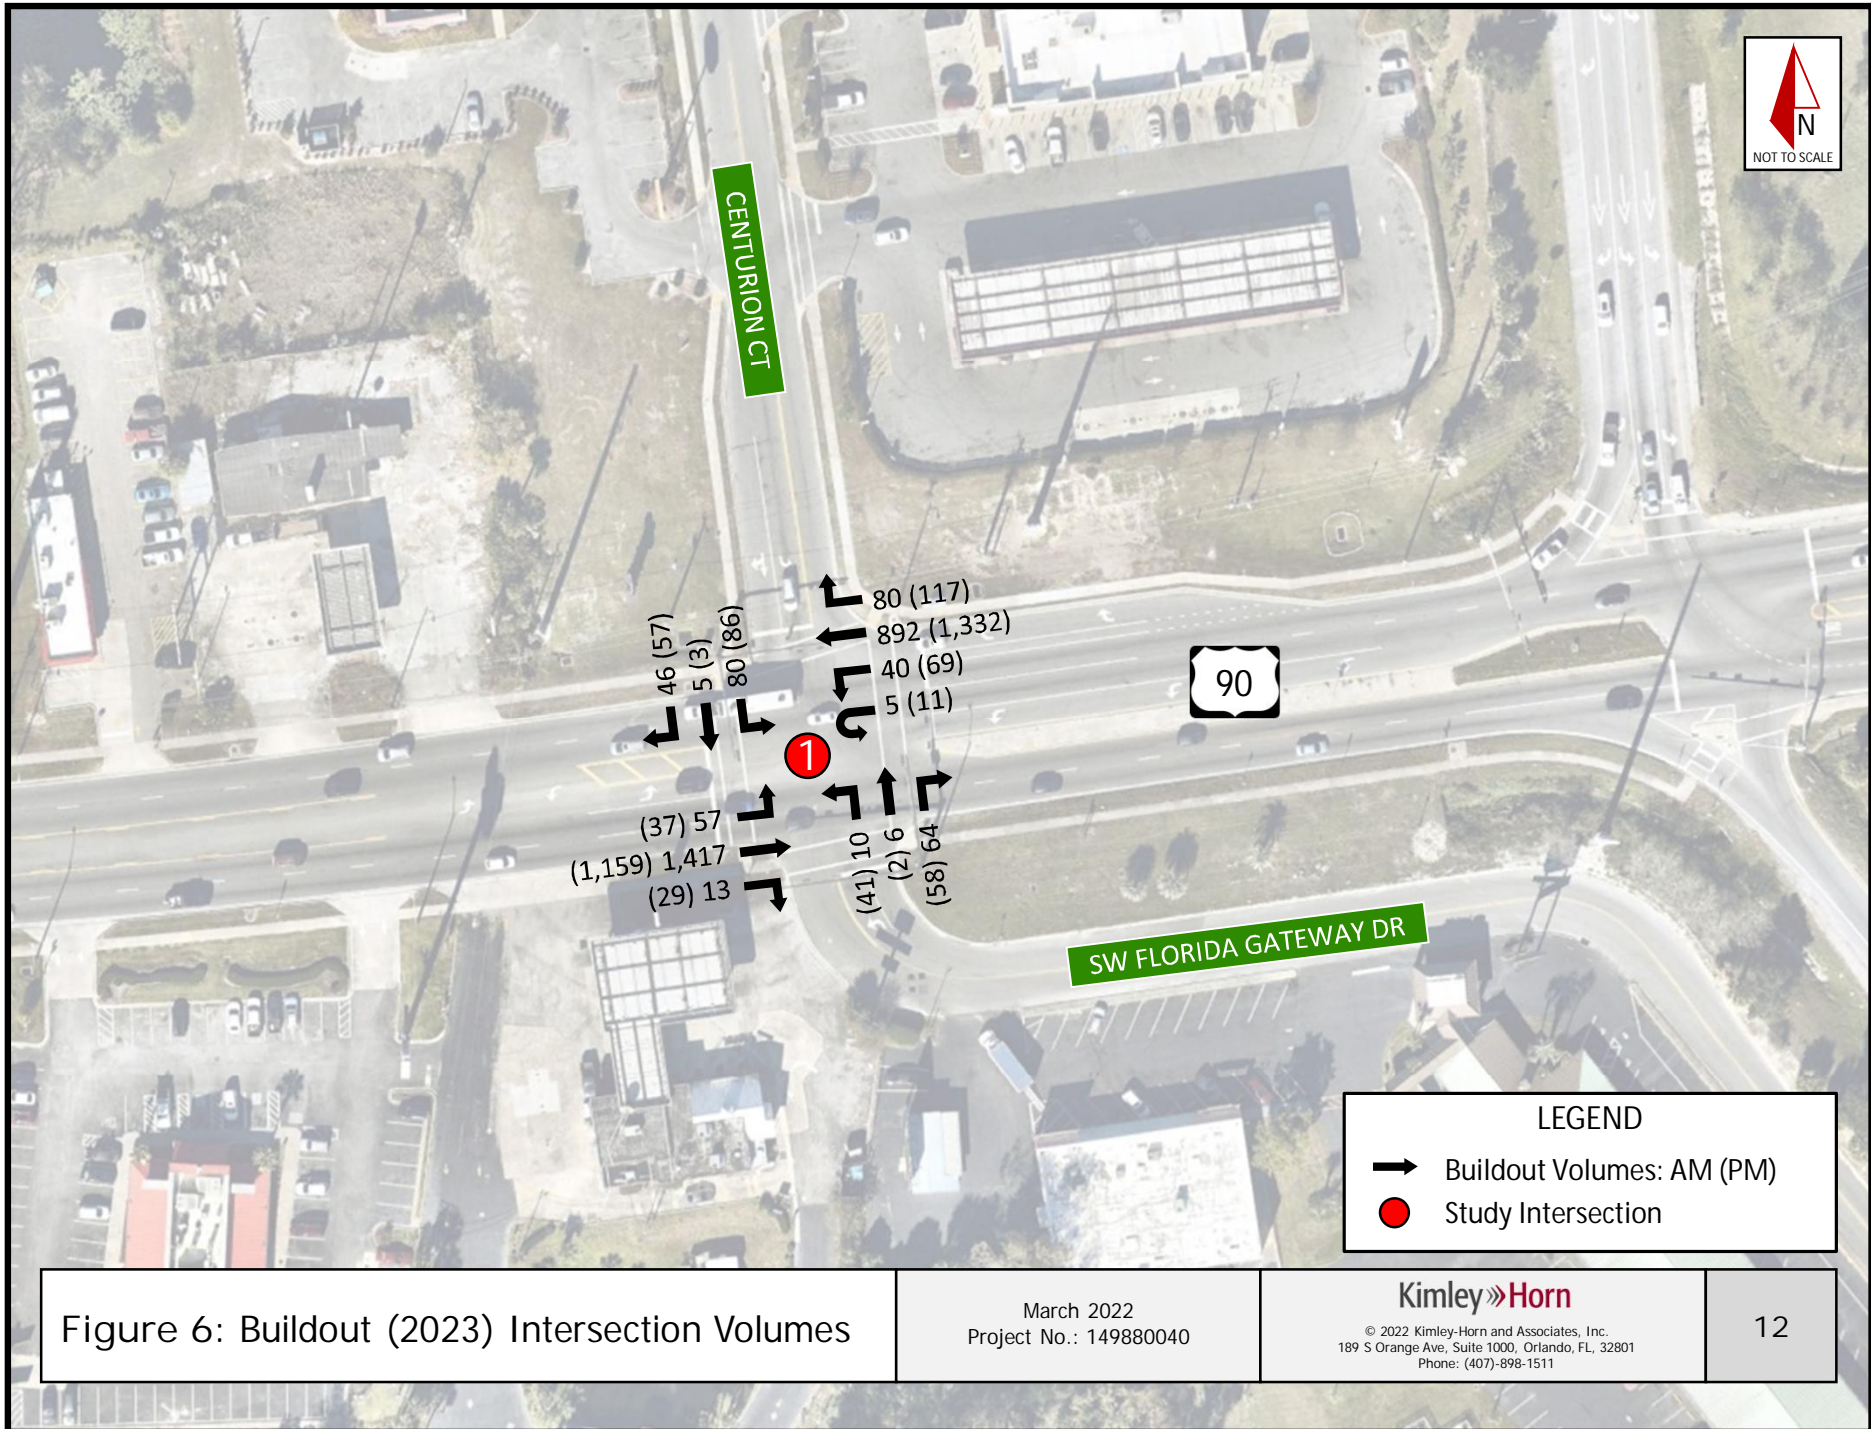 N
NOT TO SCALE
CENTURION CT
80 (117)
892 (1,332)
40 (69)
5 (11)
46 (57)
5 (3)
80 (86)
90
1
(37) 57
(1,159) 1,417
(29) 13
(41) 10
(2) 6
(58) 64
SW FLORIDA GATEWAY DR
LEGEND
Buildout Volumes: AM (PM)
Study Intersection
Figure 6: Buildout (2023) Intersection Volumes
March 2022
Project No.: 149880040
Kimley»Horn
© 2022 Kimley-Horn and Associates, Inc.
189 S Orange Ave, Suite 1000, Orlando, FL, 32801
Phone: (407)-898-1511
12